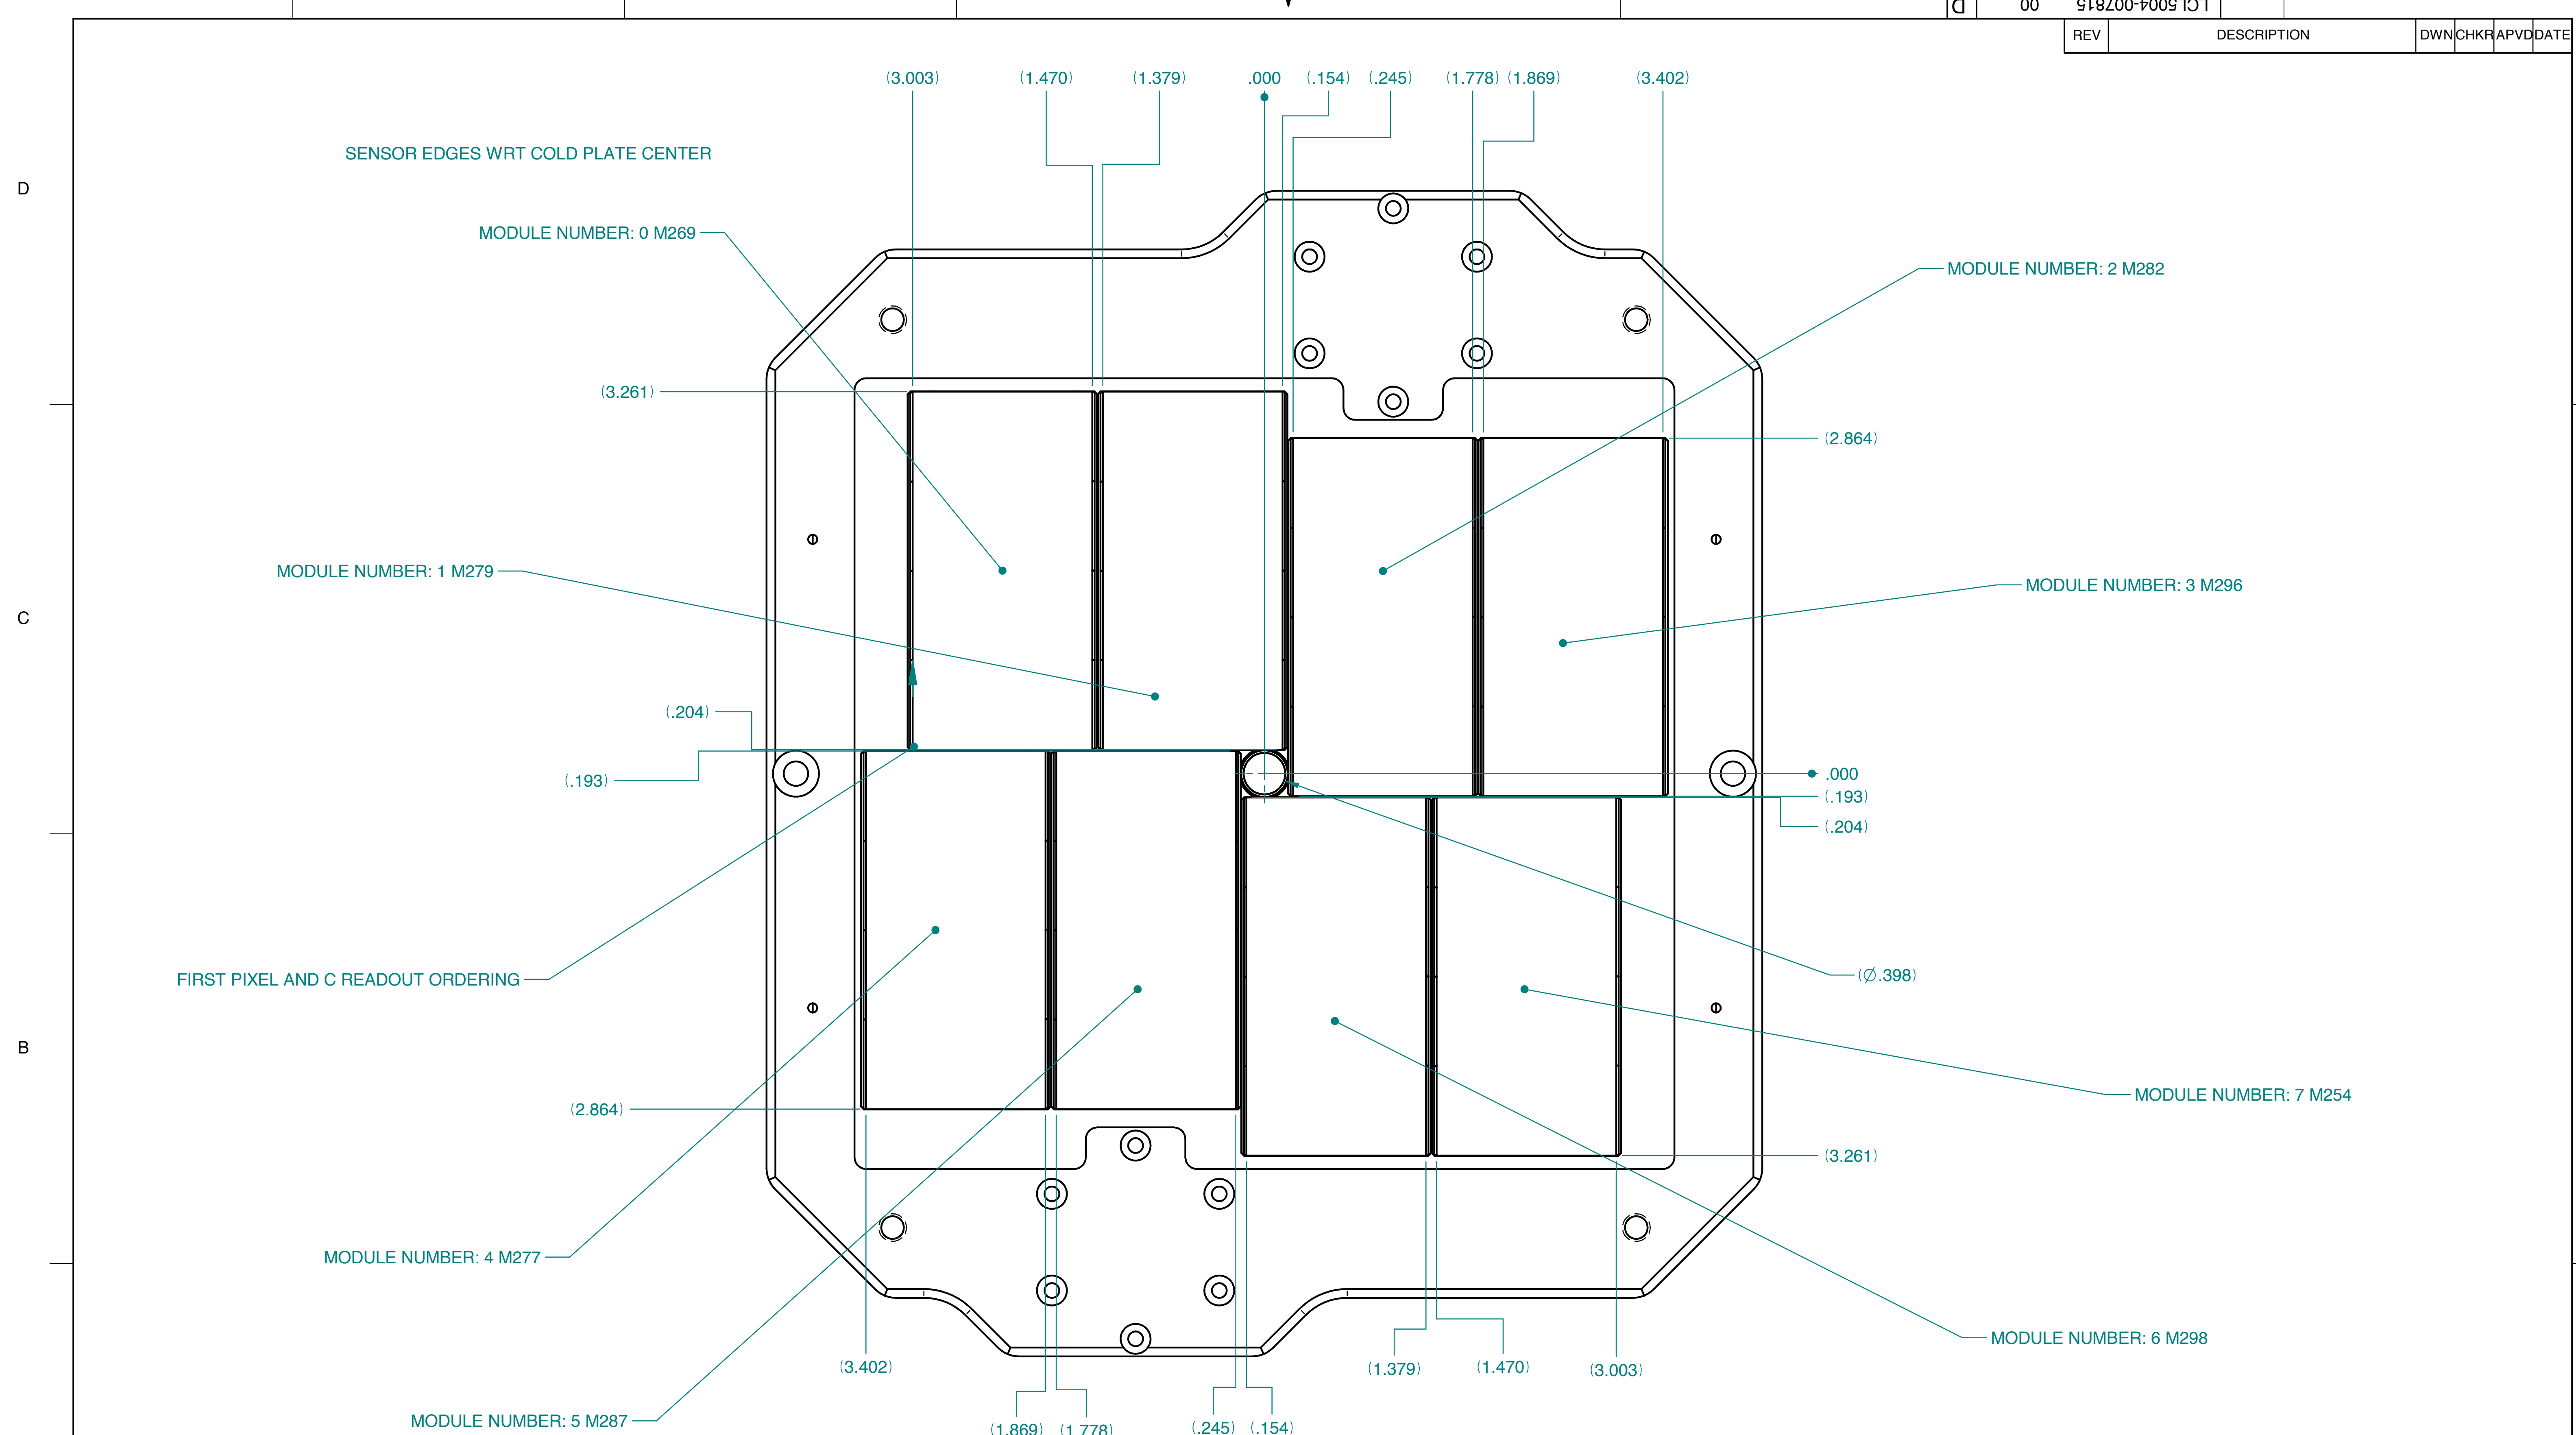 D 00 LCL5004-007815
REV DESCRIPTION DWN CHKR APVD DATE
(3.003) (1.470) (1.379) .000 (.154) (.245) (1.778) (1.869) (3.402)
SENSOR EDGES WRT COLD PLATE CENTER
D
MODULE NUMBER: 0 M269
MODULE NUMBER: 2 M282
(3.261)
(2.864)
MODULE NUMBER: 1 M279
MODULE NUMBER: 3 M296
C
(.204)
(.193)
.000
(.193)
(.204)
FIRST PIXEL AND C READOUT ORDERING
(Ø.398)
B
MODULE NUMBER: 7 M254
(2.864)
(3.261)
MODULE NUMBER: 4 M277
MODULE NUMBER: 6 M298
(3.402) (1.379) (1.470) (3.003)
MODULE NUMBER: 5 M287
(1.869) (1.778) (.245) (.154)